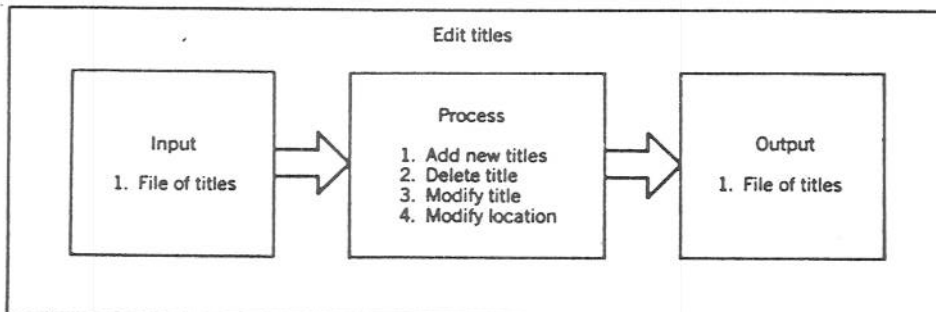 Edit titles
Input
1. File of titles
Process
1. Add new titles
2. Delete title
3. Modify title
4. Modify location
Output
1. File of titles